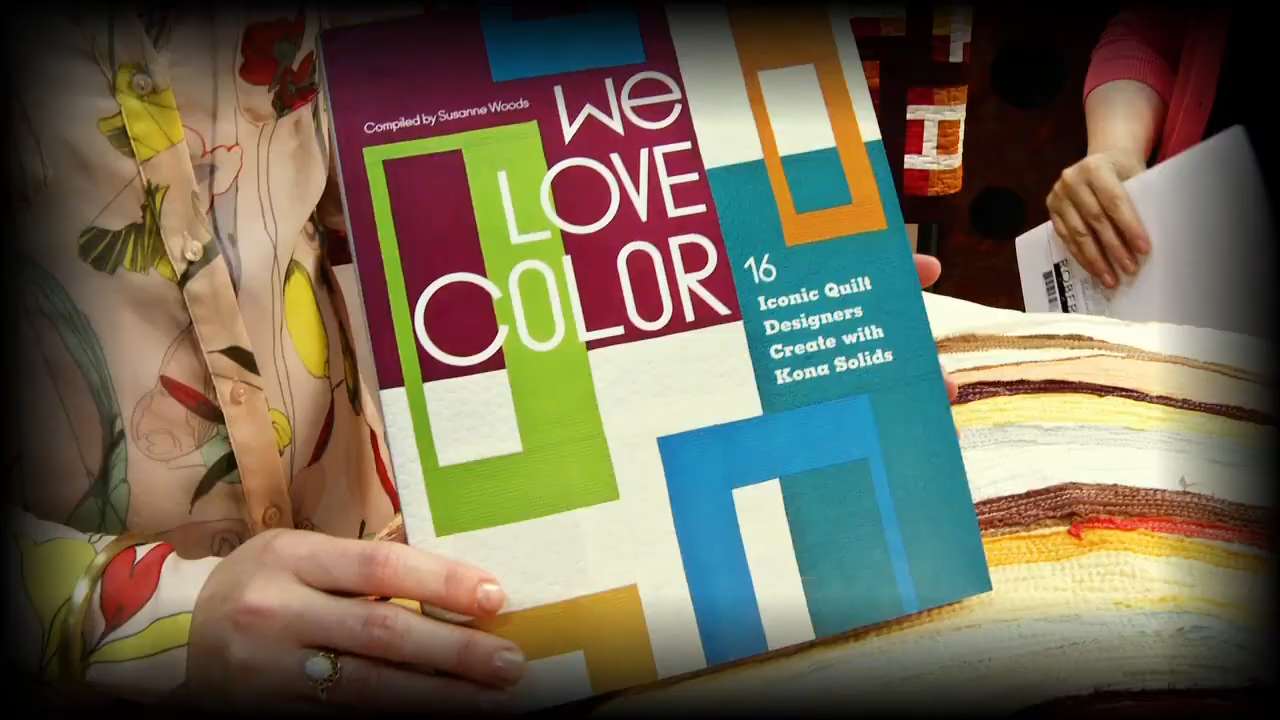 Compiled by Susanne Woods
We
LOVE
COLOR
16
Iconic Quilt
Designers
Create with
Kona Solids